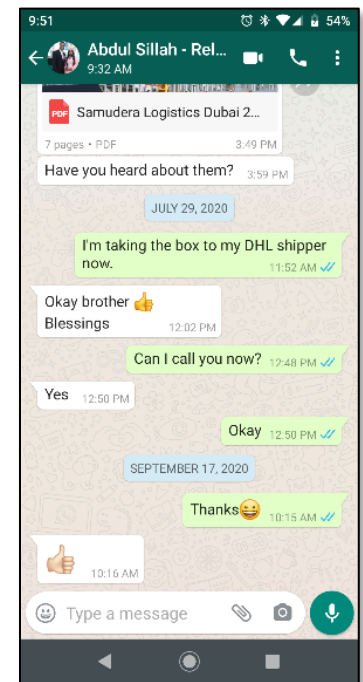 9:51 54%
Abdul Sillah - Rel...
9:32 AM
PDF Samudera Logistics Dubai 2...
7 pages • PDF 3:49 PM
Have you heard about them? 3:59 PM
JULY 29, 2020
I'm taking the box to my DHL shipper
now. 11:52 AM
Okay brother 👍
Blessings 12:02 PM
Can I call you now? 12:48 PM
Yes 12:50 PM
Okay 12:50 PM
SEPTEMBER 17, 2020
Thanks😀 10:15 AM
👍🏻 10:16 AM
Type a message